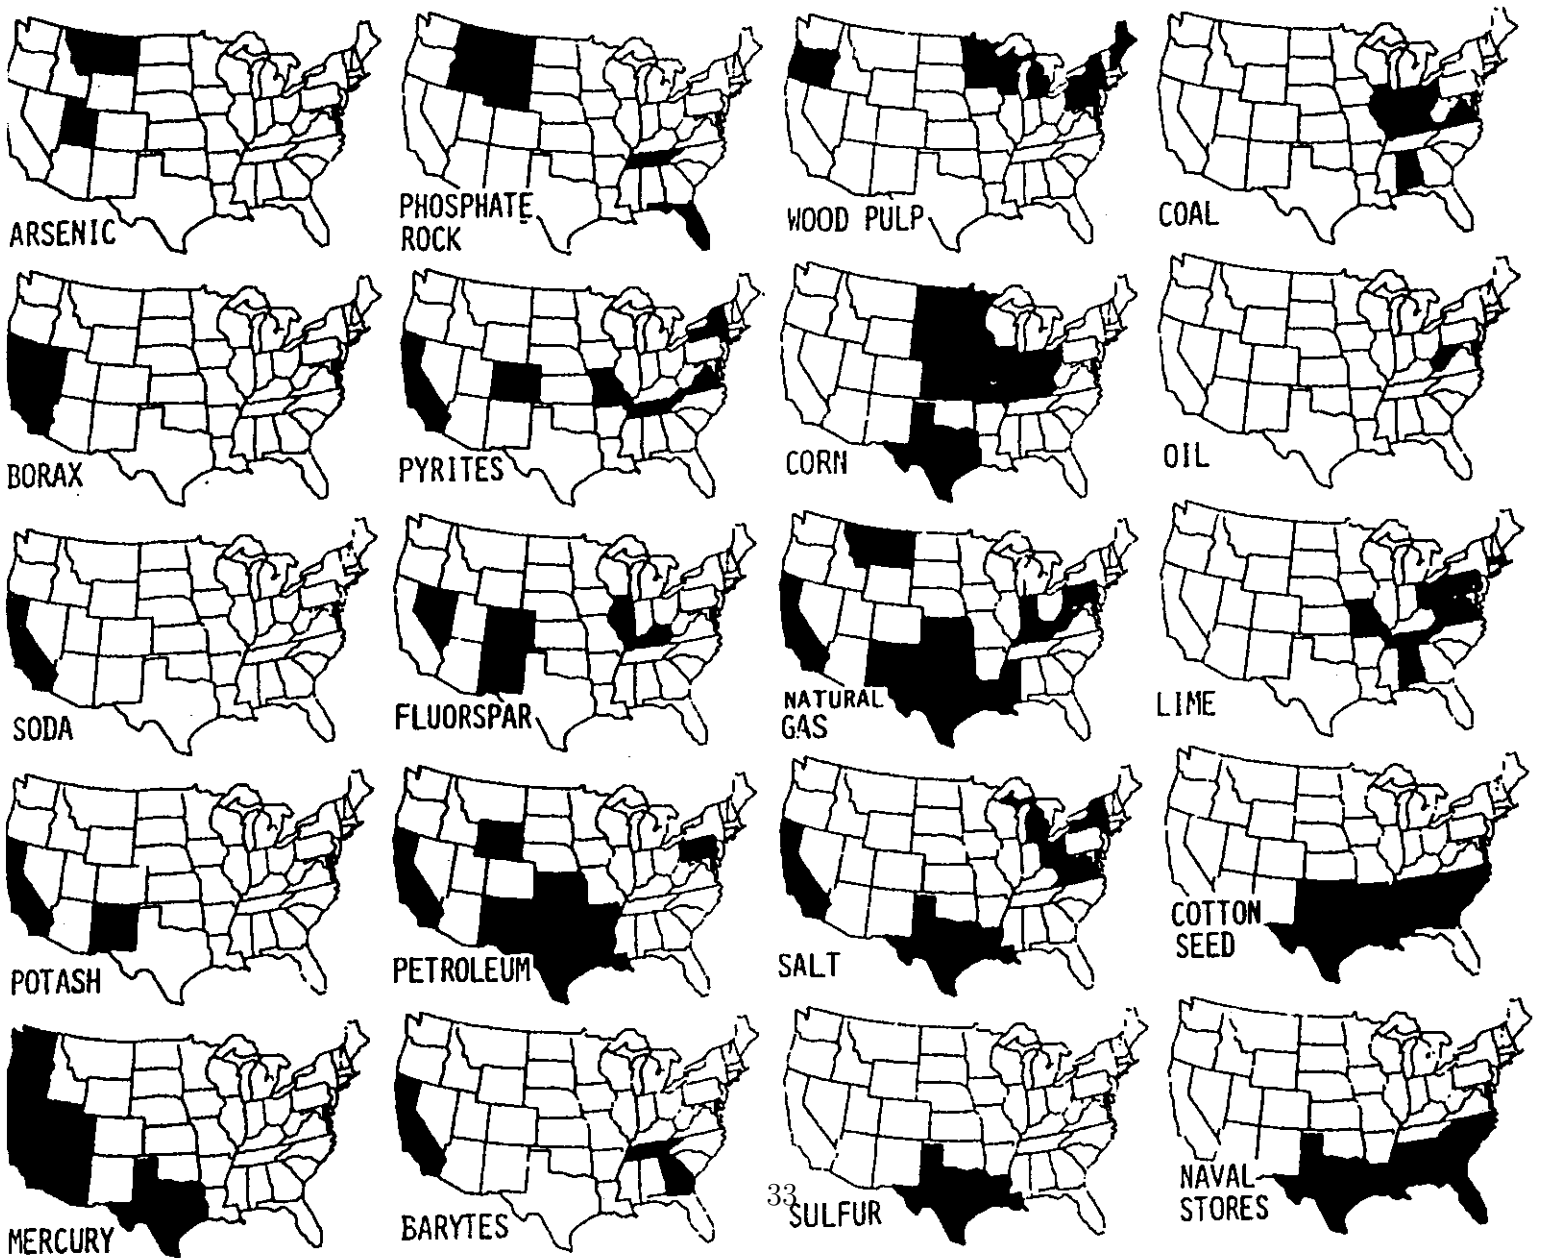 ARSENIC
PHOSPHATE
ROCK
WOOD PULP
COAL
BORAX
PYRITES
CORN
OIL
SODA
FLUORSPAR
NATURAL
GAS
LIME
POTASH
PETROLEUM
SALT
COTTON
SEED
MERCURY
BARYTES
33
SULFUR
NAVAL
STORES